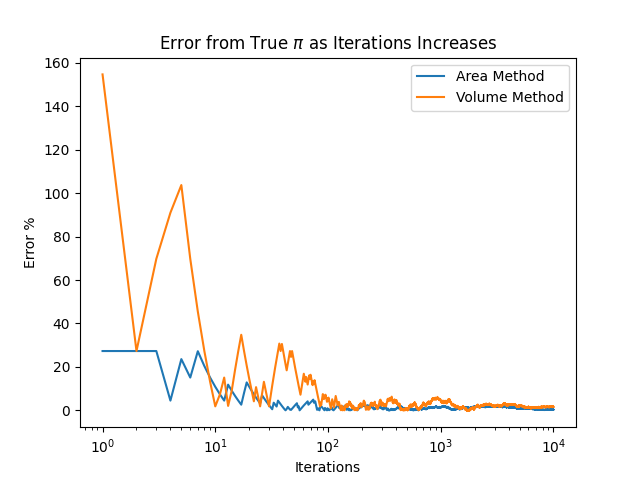 Error from True π as Iterations Increases
Area Method
Volume Method
Error %
160
140
120
100
80
60
40
20
0
10⁰
10¹
10²
10³
10⁴
Iterations